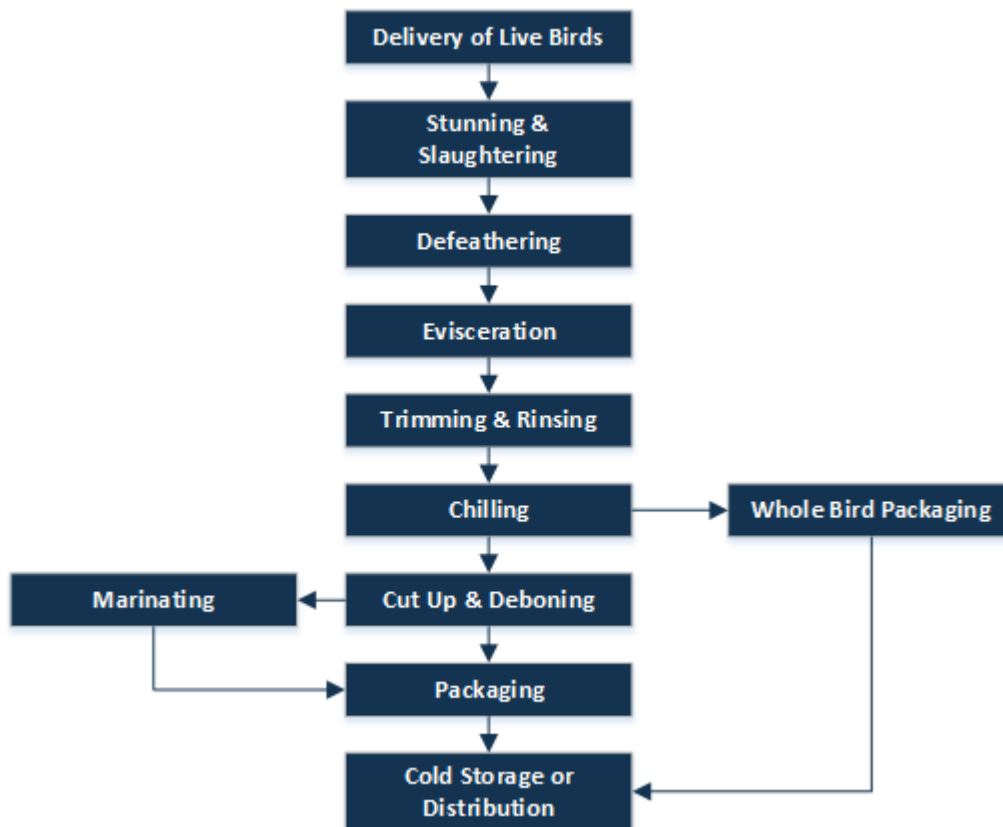 Delivery of Live Birds
Stunning &
Slaughtering
Defeathering
Evisceration
Trimming & Rinsing
Chilling
Whole Bird Packaging
Marinating
Cut Up & Deboning
Packaging
Cold Storage or
Distribution